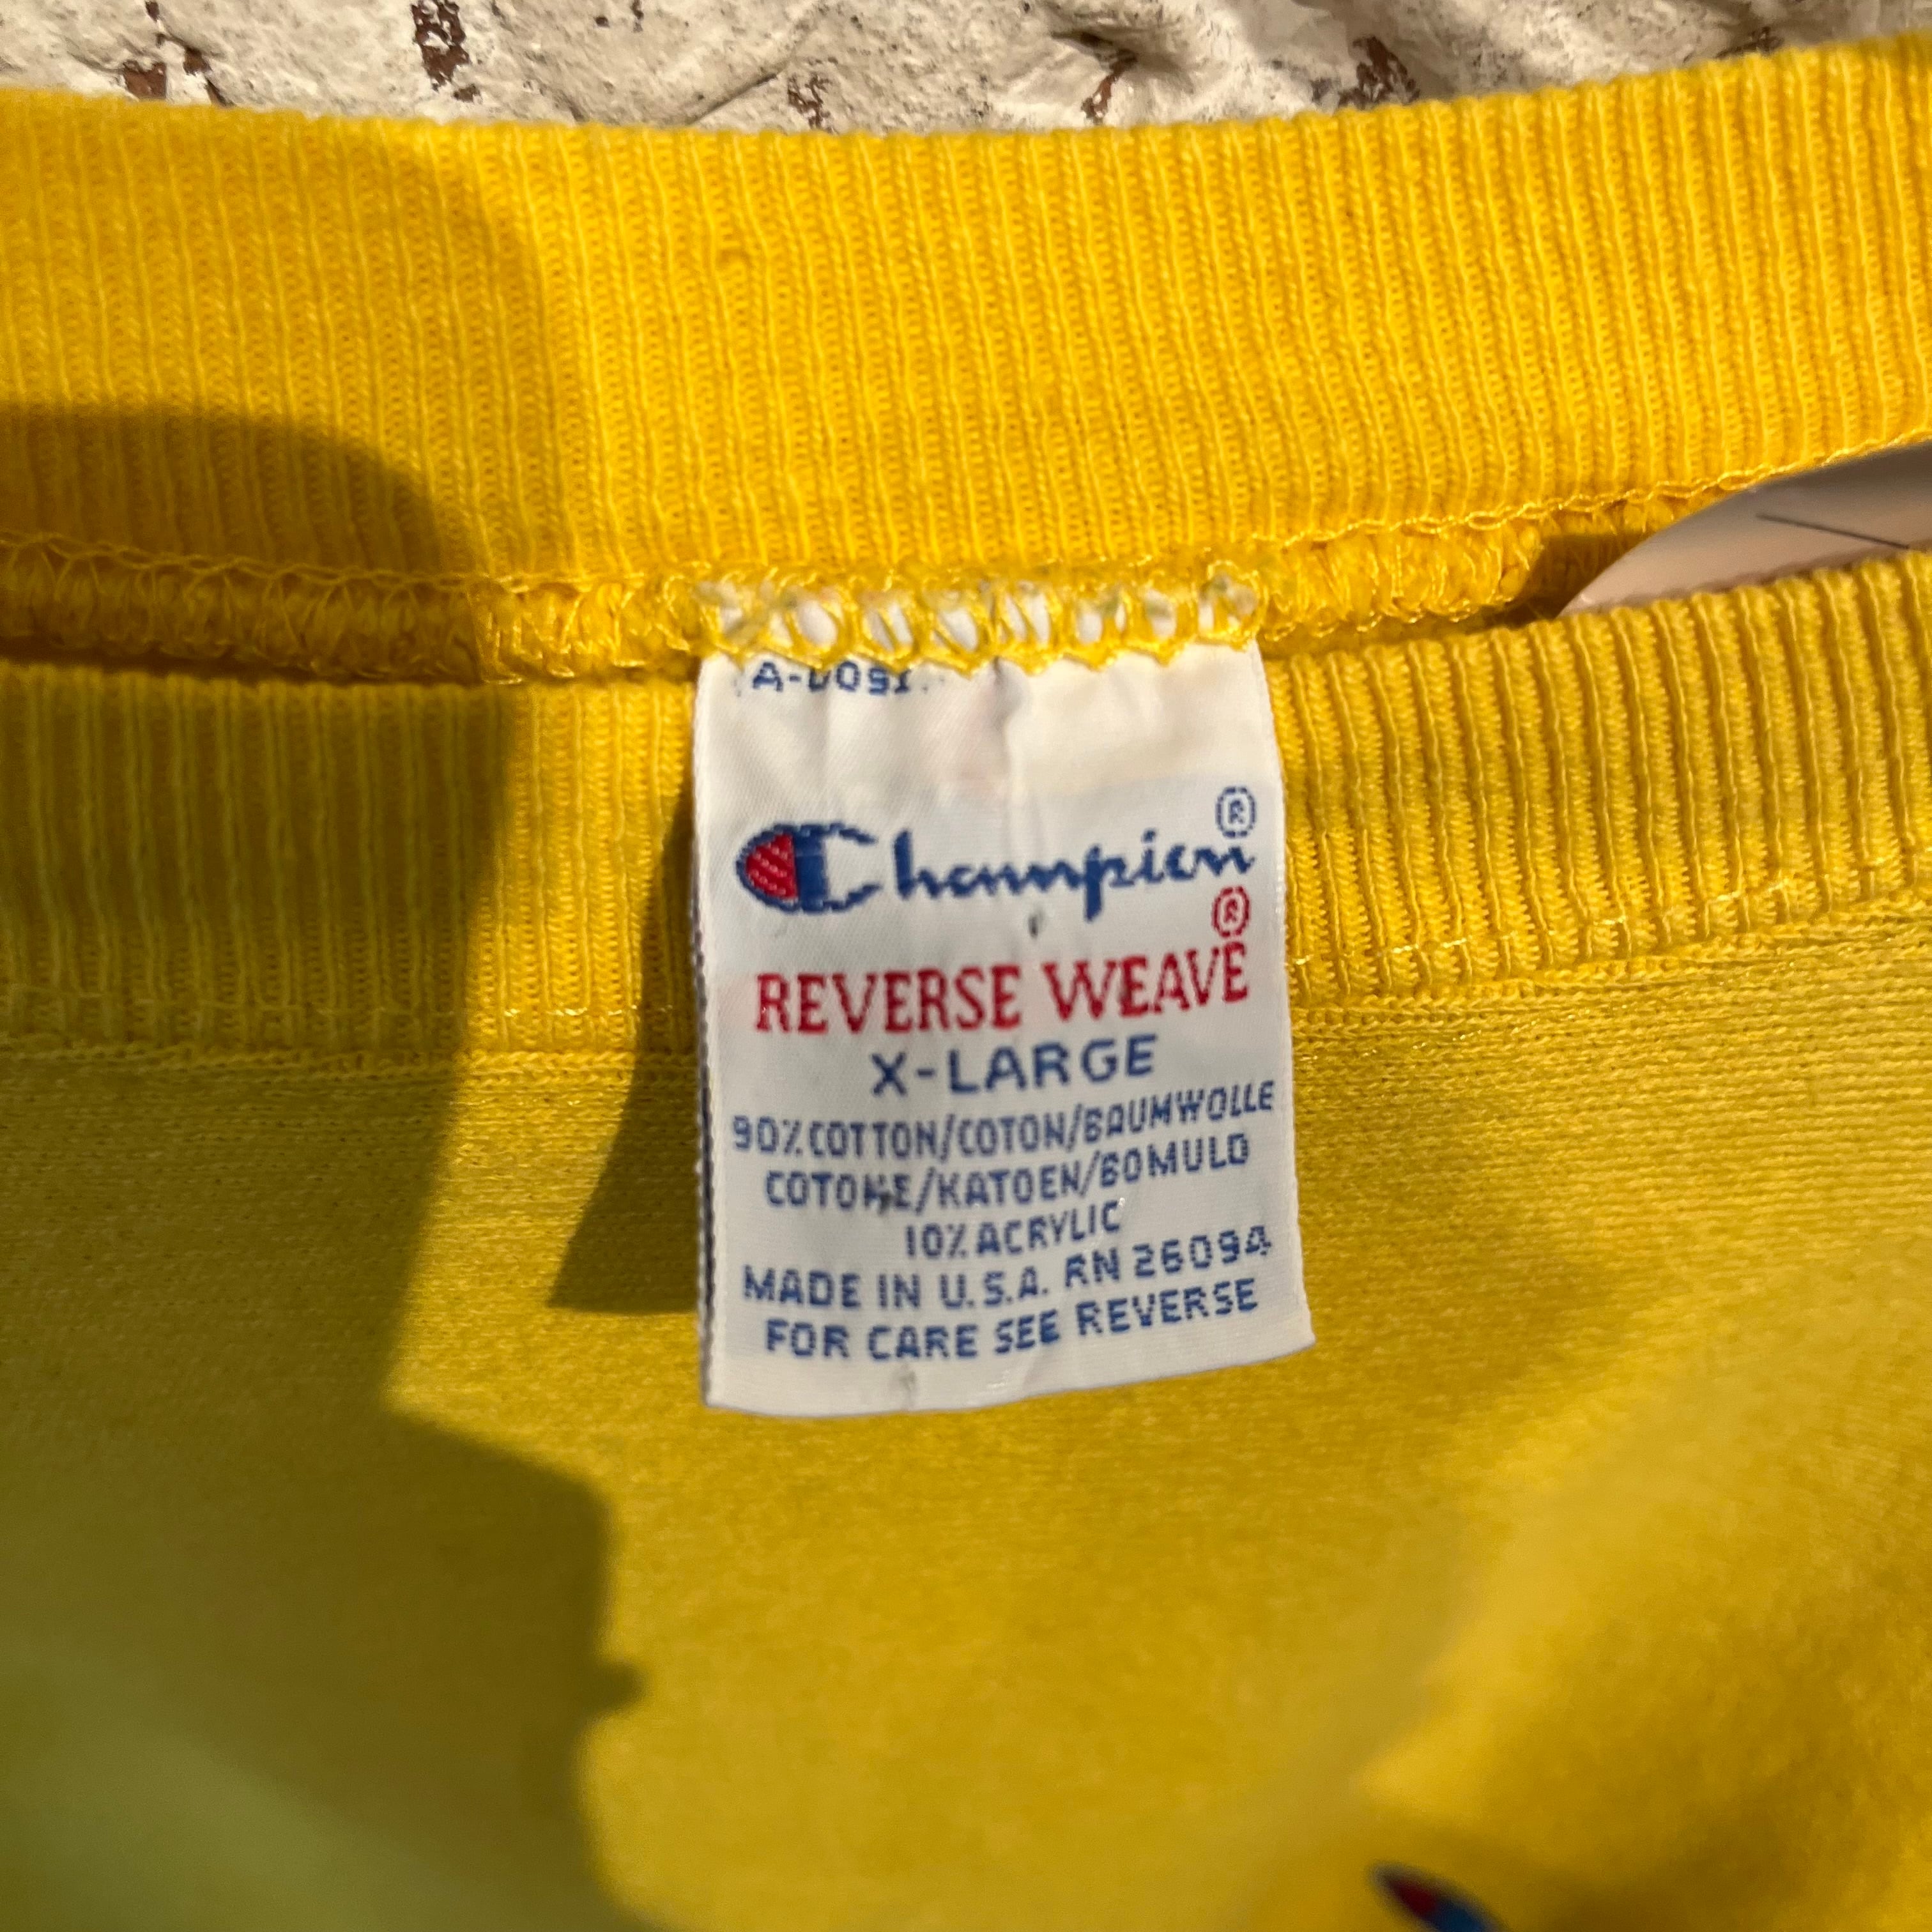 Champion®
REVERSE WEAVE®
X-LARGE
90% COTTON/COTON/BAUMWOLLE
COTONE/KATOEN/BOMULD
10% ACRYLIC
MADE IN U.S.A. RN 26094
FOR CARE SEE REVERSE